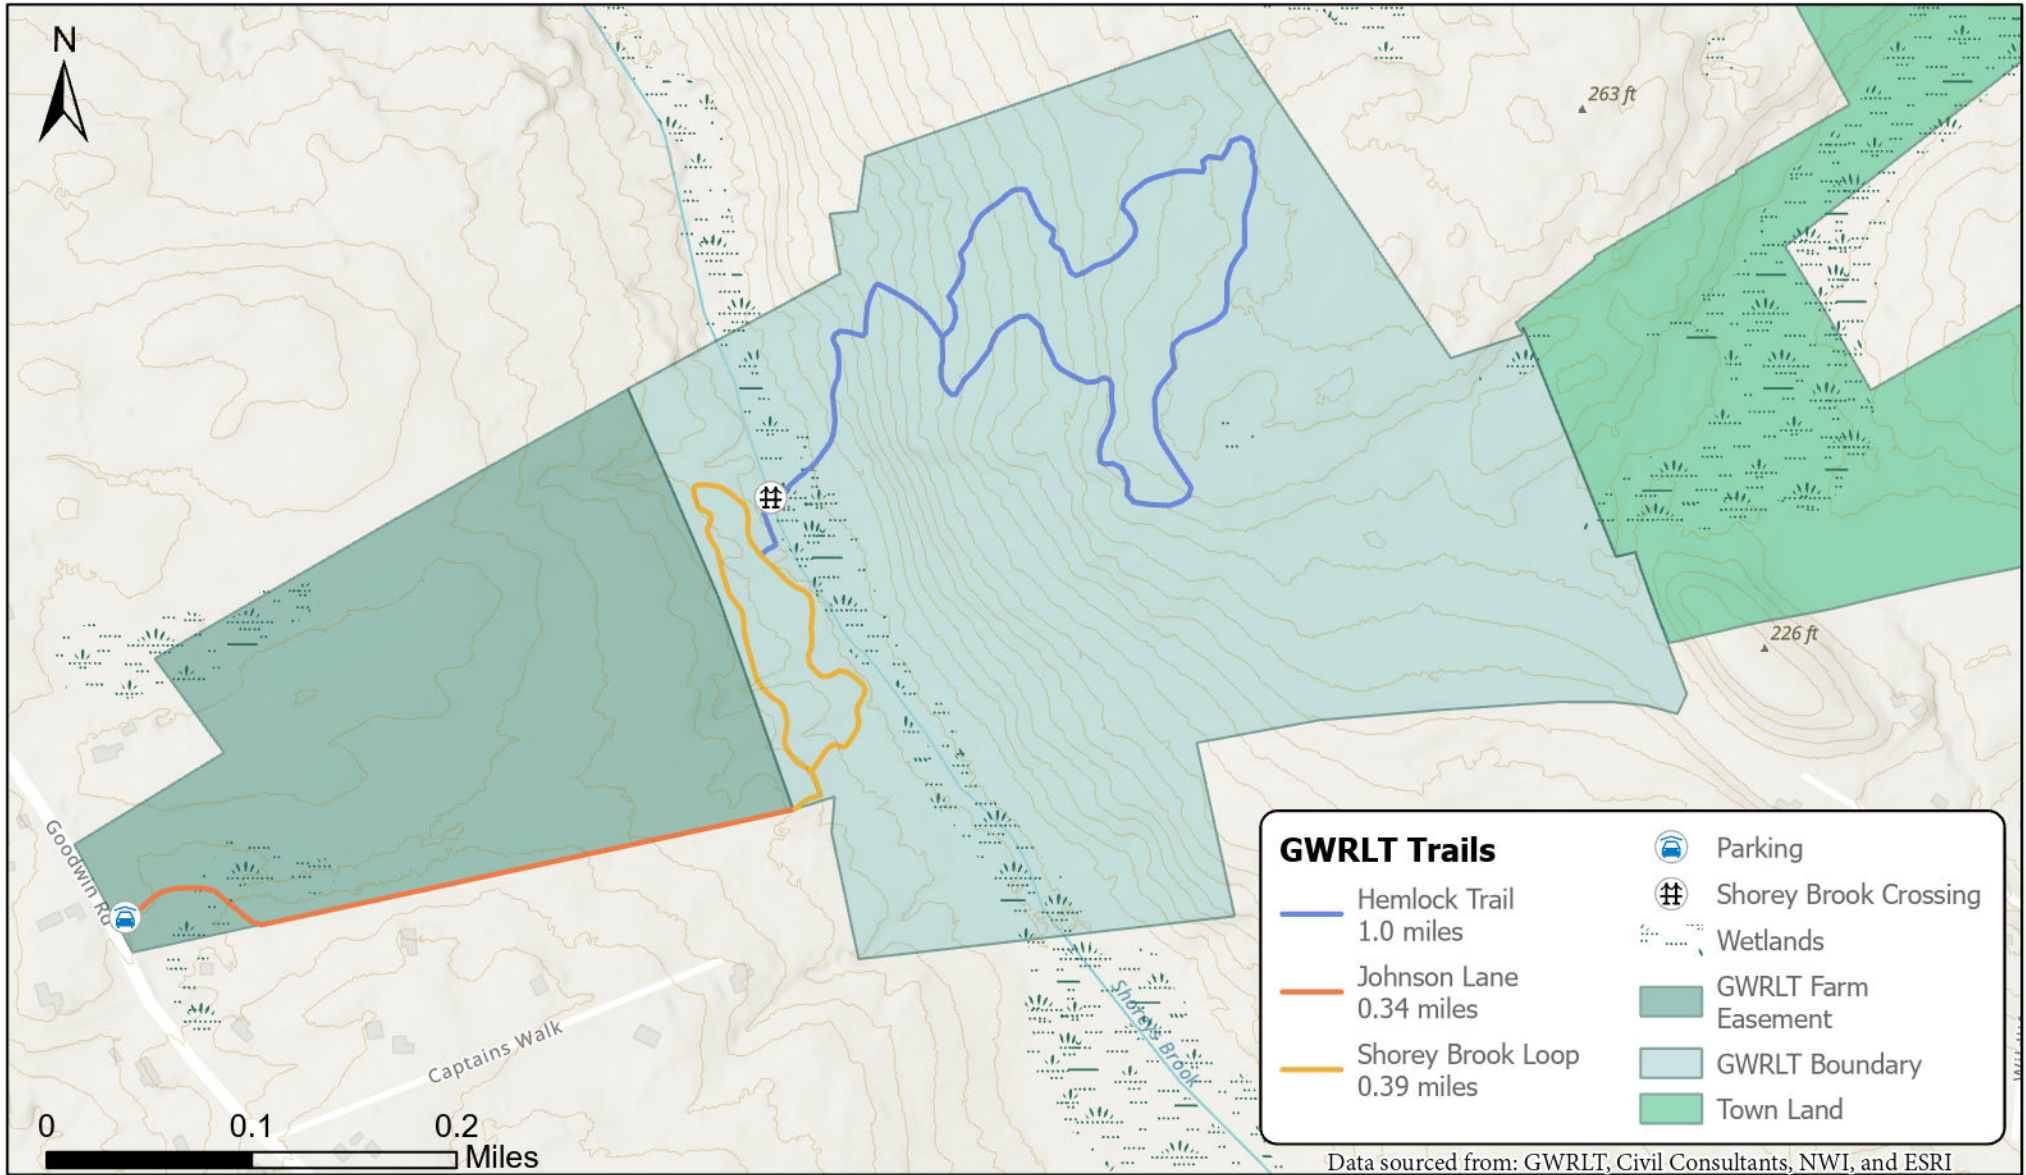 N
263 ft
226 ft
Goodwin Rd
Captains Walk
Shoreys Brook
0 0.1 0.2
Miles
GWRLT Trails
Hemlock Trail
1.0 miles
Johnson Lane
0.34 miles
Shorey Brook Loop
0.39 miles
Parking
Shorey Brook Crossing
Wetlands
GWRLT Farm
Easement
GWRLT Boundary
Town Land
Data sourced from: GWRLT, Civil Consultants, NWI, and ESRI